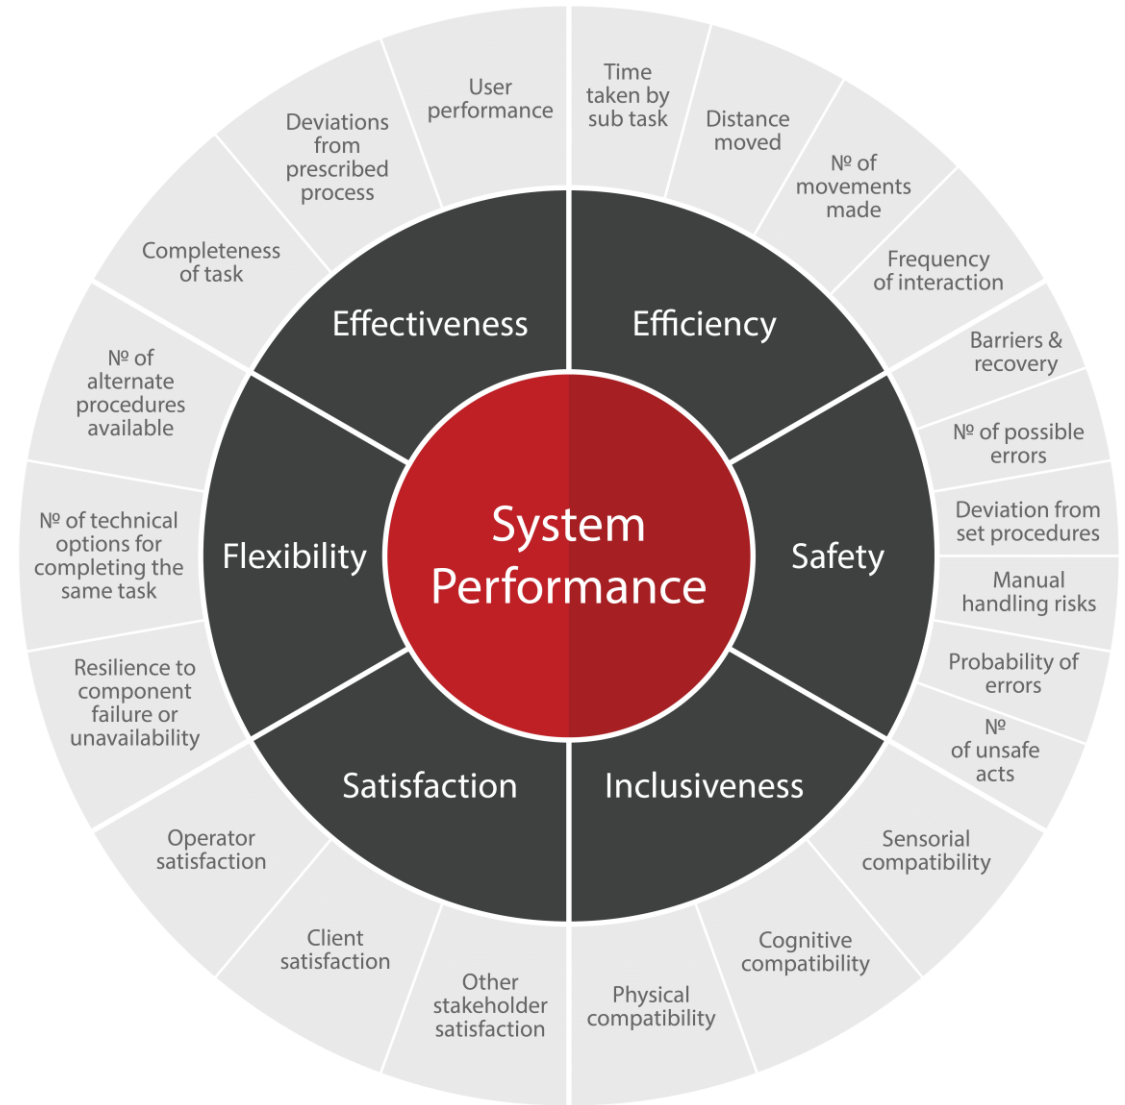 System
Performance
Effectiveness
Efficiency
Safety
Inclusiveness
Satisfaction
Flexibility
User
performance
Deviations
from
prescribed
process
Completeness
of task
Time
taken by
sub task
Distance
moved
Nº of
movements
made
Frequency
of interaction
Barriers &
recovery
Nº of possible
errors
Deviation from
set procedures
Manual
handling risks
Probability of
errors
Nº
of unsafe
acts
Sensorial
compatibility
Cognitive
compatibility
Physical
compatibility
Other
stakeholder
satisfaction
Client
satisfaction
Operator
satisfaction
Resilience to
component
failure or
unavailability
Nº of technical
options for
completing the
same task
Nº of
alternate
procedures
available